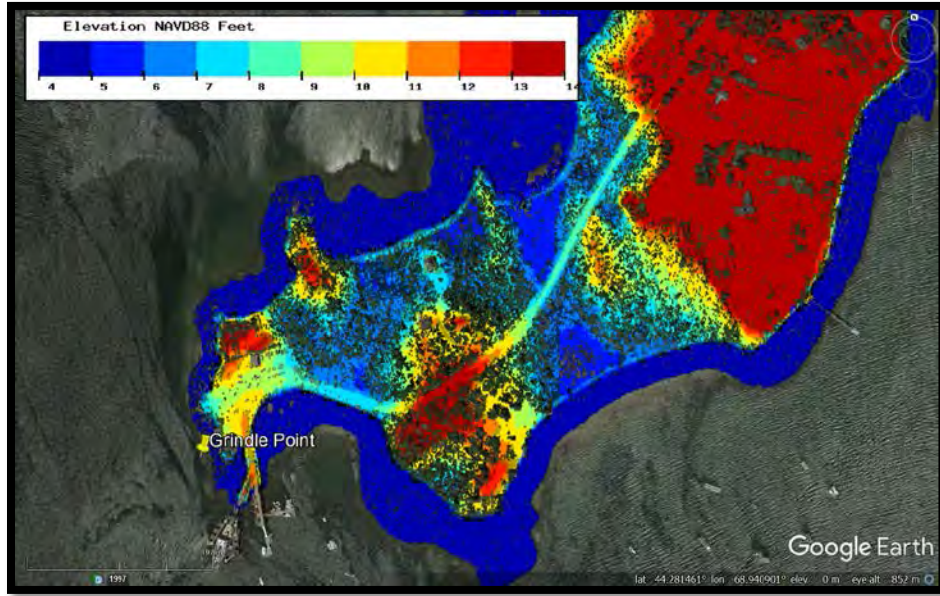 Elevation NAVD88 Feet
4 5 6 7 8 9 10 11 12 13 14
N
Grindle Point
Google Earth
1997
lat 44.281461° lon 68.940901° elev 0 m eye alt 852 m